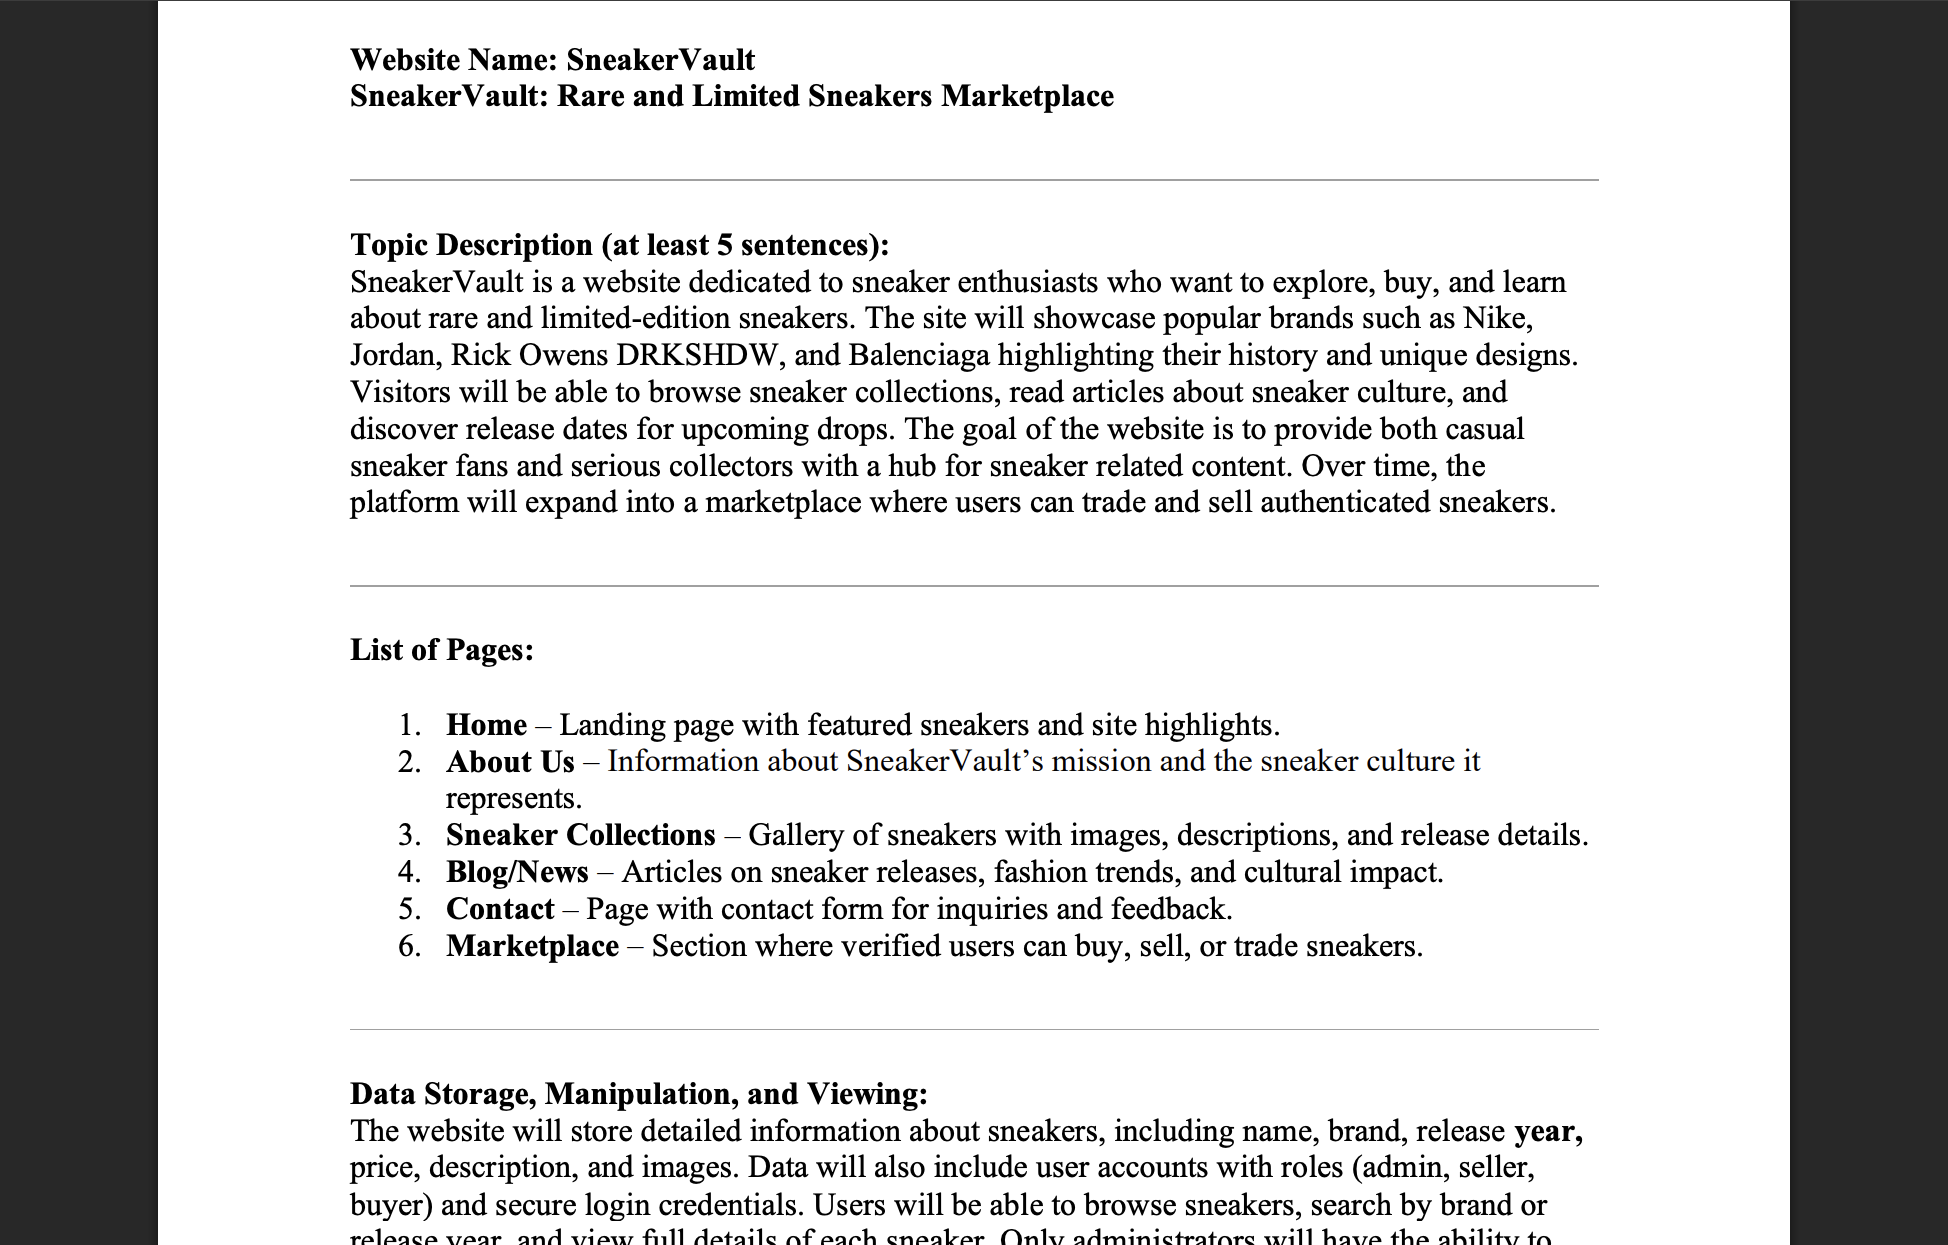 Website Name: SneakerVault
SneakerVault: Rare and Limited Sneakers Marketplace
Topic Description (at least 5 sentences):
SneakerVault is a website dedicated to sneaker enthusiasts who want to explore, buy, and learn
about rare and limited-edition sneakers. The site will showcase popular brands such as Nike,
Jordan, Rick Owens DRKSHDW, and Balenciaga highlighting their history and unique designs.
Visitors will be able to browse sneaker collections, read articles about sneaker culture, and
discover release dates for upcoming drops. The goal of the website is to provide both casual
sneaker fans and serious collectors with a hub for sneaker related content. Over time, the
platform will expand into a marketplace where users can trade and sell authenticated sneakers.
List of Pages:
1. Home – Landing page with featured sneakers and site highlights.
2. About Us – Information about SneakerVault’s mission and the sneaker culture it
represents.
3. Sneaker Collections – Gallery of sneakers with images, descriptions, and release details.
4. Blog/News – Articles on sneaker releases, fashion trends, and cultural impact.
5. Contact – Page with contact form for inquiries and feedback.
6. Marketplace – Section where verified users can buy, sell, or trade sneakers.
Data Storage, Manipulation, and Viewing:
The website will store detailed information about sneakers, including name, brand, release year,
price, description, and images. Data will also include user accounts with roles (admin, seller,
buyer) and secure login credentials. Users will be able to browse sneakers, search by brand or
release year, and view full details of each sneaker. Only administrators will have the ability to